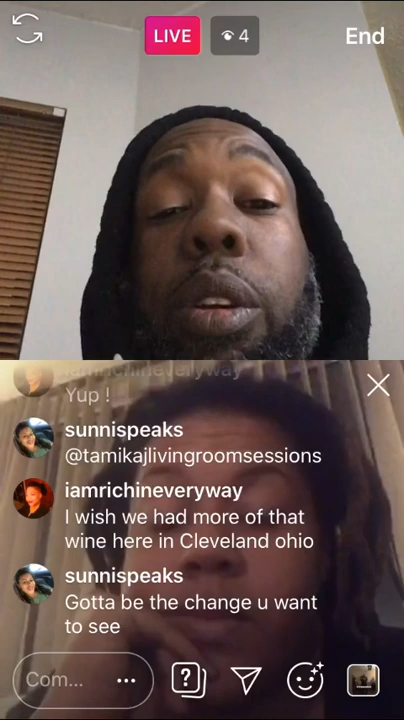 LIVE
4
End
iamrichineveryway
Yup !
sunnispeaks
@tamikajlivingroomsessions
iamrichineveryway
I wish we had more of that
wine here in Cleveland ohio
sunnispeaks
Gotta be the change u want
to see
Com...